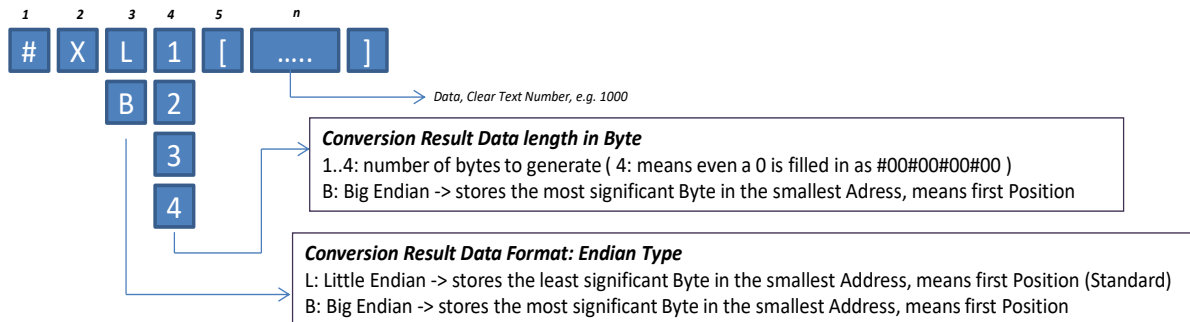 1 2 3 4 5 n
# X L 1 [ ….. ]
B 2
3
4
Data, Clear Text Number, e.g. 1000
Conversion Result Data length in Byte
1..4: number of bytes to generate ( 4: means even a 0 is filled in as #00#00#00#00 )
B: Big Endian -> stores the most significant Byte in the smallest Adress, means first Position
Conversion Result Data Format: Endian Type
L: Little Endian -> stores the least significant Byte in the smallest Address, means first Position (Standard)
B: Big Endian -> stores the most significant Byte in the smallest Address, means first Position